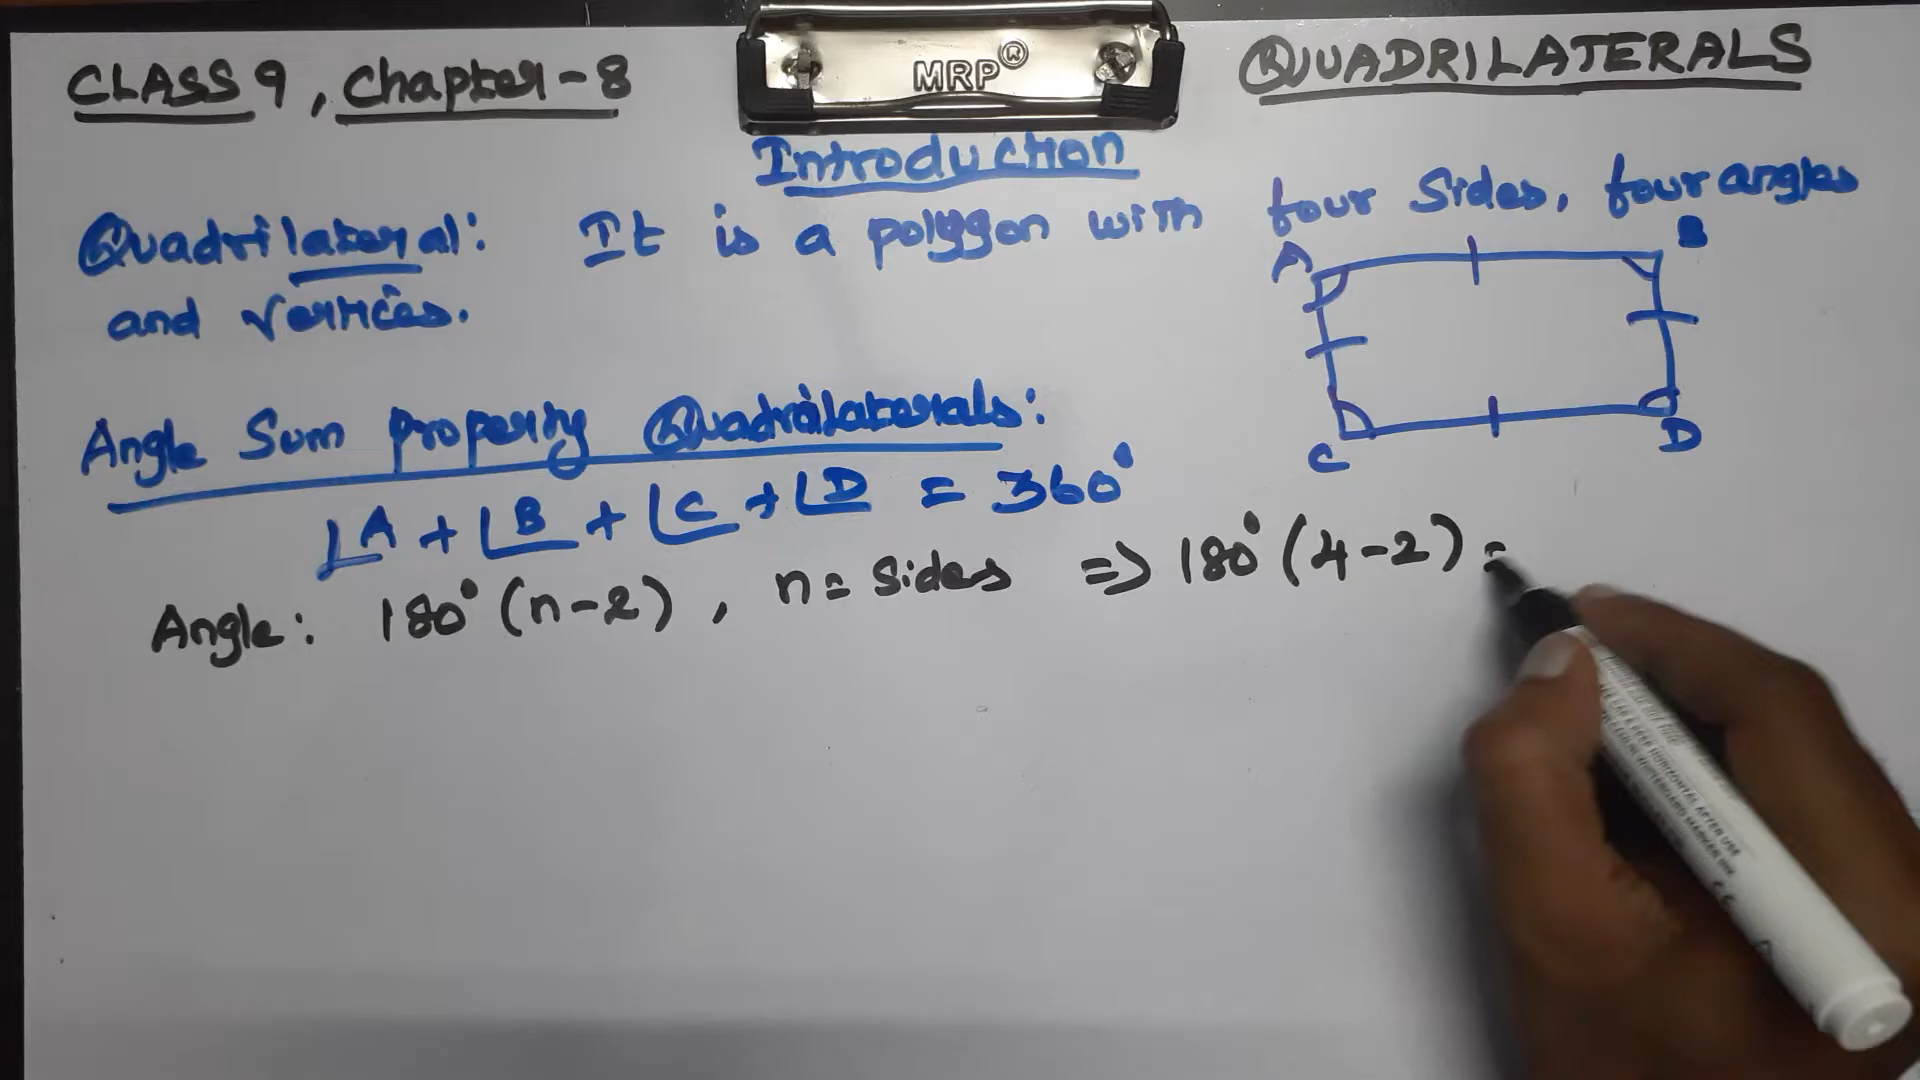 CLASS 9, Chapter-8
MRP®
QUADRILATERALS
Introduction
Quadrilateral: It is a polygon with four Sides, four angles
and vertices.
A
B
C
D
Angle Sum property Quadrilaterals:
∠A + ∠B + ∠C + ∠D = 360°
Angle: 180° (n-2), n = Sides => 180° (4-2) =